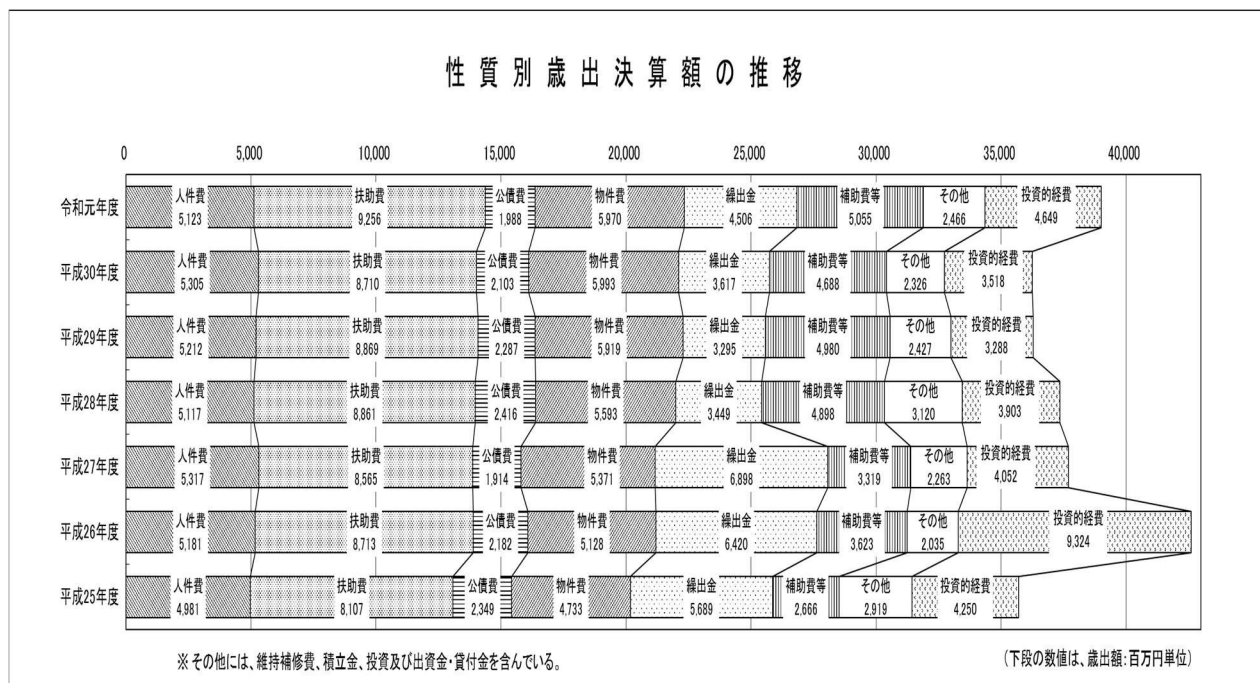 性質別歳出決算額の推移
0 5,000 10,000 15,000 20,000 25,000 30,000 35,000 40,000
令和元年度
人件費 扶助費 公債費 物件費 繰出金 補助費等 その他 投資的経費
5,123 9,256 1,988 5,970 4,506 5,055 2,466 4,649
平成30年度
人件費 扶助費 公債費 物件費 繰出金 補助費等 その他 投資的経費
5,305 8,710 2,103 5,993 3,617 4,688 2,326 3,518
平成29年度
人件費 扶助費 公債費 物件費 繰出金 補助費等 その他 投資的経費
5,212 8,869 2,287 5,919 3,295 4,980 2,427 3,288
平成28年度
人件費 扶助費 公債費 物件費 繰出金 補助費等 その他 投資的経費
5,117 8,861 2,416 5,593 3,449 4,898 3,120 3,903
平成27年度
人件費 扶助費 公債費 物件費 繰出金 補助費等 その他 投資的経費
5,317 8,565 1,914 5,371 6,898 3,319 2,263 4,052
平成26年度
人件費 扶助費 公債費 物件費 繰出金 補助費等 その他 投資的経費
5,181 8,713 2,182 5,128 6,420 3,623 2,035 9,324
平成25年度
人件費 扶助費 公債費 物件費 繰出金 補助費等 その他 投資的経費
4,981 8,107 2,349 4,733 5,689 2,666 2,919 4,250
※その他には、維持補修費、積立金、投資及び出資金・貸付金を含んでいる。
(下段の数値は、歳出額:百万円単位)